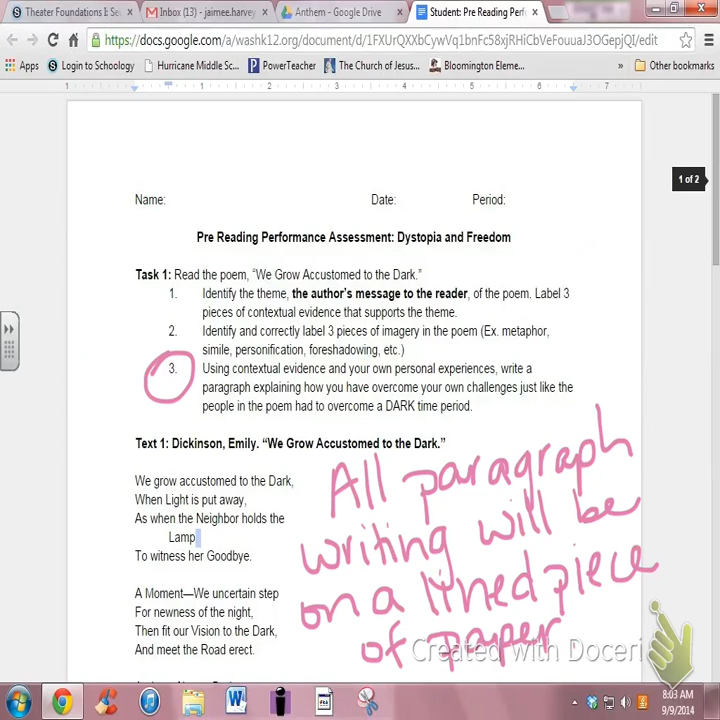 Theater Foundations I: Se
Inbox (13) - jaimee.harve
Anthem - Google Drive
Student: Pre Reading Perf
https://docs.google.com/a/washk12.org/document/d/1FXUrQXXbCywVq1bnFc58xjRHiCbVeFouuaJ3OGepjQI/edit
Apps Login to Schoology Hurricane Middle Sc... PowerTeacher The Church of Jesus... Bloomington Eleme... » Other bookmarks
1 1 2 3 4 5 6 7
1 of 2
Name: Date: Period:
Pre Reading Performance Assessment: Dystopia and Freedom
Task 1: Read the poem, “We Grow Accustomed to the Dark.”
1. Identify the theme, the author’s message to the reader, of the poem. Label 3
pieces of contextual evidence that supports the theme.
2. Identify and correctly label 3 pieces of imagery in the poem (Ex. metaphor,
simile, personification, foreshadowing, etc.)
3. Using contextual evidence and your own personal experiences, write a
paragraph explaining how you have overcome your own challenges just like the
people in the poem had to overcome a DARK time period.
Text 1: Dickinson, Emily. “We Grow Accustomed to the Dark.”
We grow accustomed to the Dark,
When Light is put away,
As when the Neighbor holds the
Lamp
To witness her Goodbye.
A Moment—We uncertain step
For newness of the night,
Then fit our Vision to the Dark,
And meet the Road erect.
All paragraph
writing will be
on a lined piece
of paper
Created with Doceri
8:03 AM
9/9/2014